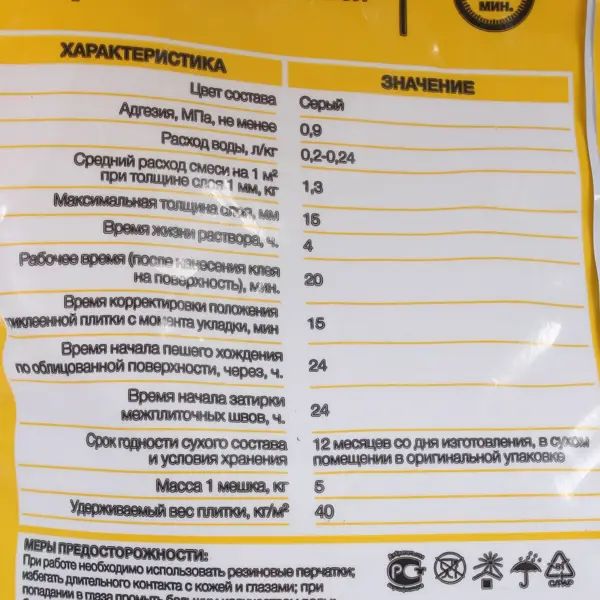 МИН.
ХАРАКТЕРИСТИКА
ЗНАЧЕНИЕ
Цвет состава
Серый
Адгезия, МПа, не менее
0,9
Расход воды, л/кг
0,2-0,24
Средний расход смеси на 1 м²
при толщине слоя 1 мм, кг
1,3
Максимальная толщина слоя, мм
15
Время жизни раствора, ч.
4
Рабочее время (после нанесения клея
на поверхность), мин.
20
Время корректировки положения
плитки с момента укладки, мин
15
Время начала пешего хождения
по облицованной поверхности, через, ч.
24
Время начала затирки
межплиточных швов, ч.
24
Срок годности сухого состава
и условия хранения
12 месяцев со дня изготовления, в сухом
помещении в оригинальной упаковке
Масса 1 мешка, кг
5
Удерживаемый вес плитки, кг/м²
40
МЕРЫ ПРЕДОСТОРОЖНОСТИ:
При работе необходимо использовать резиновые перчатки;
избегать длительного контакта с кожей и глазами; при
попадании в глаза промыть большим